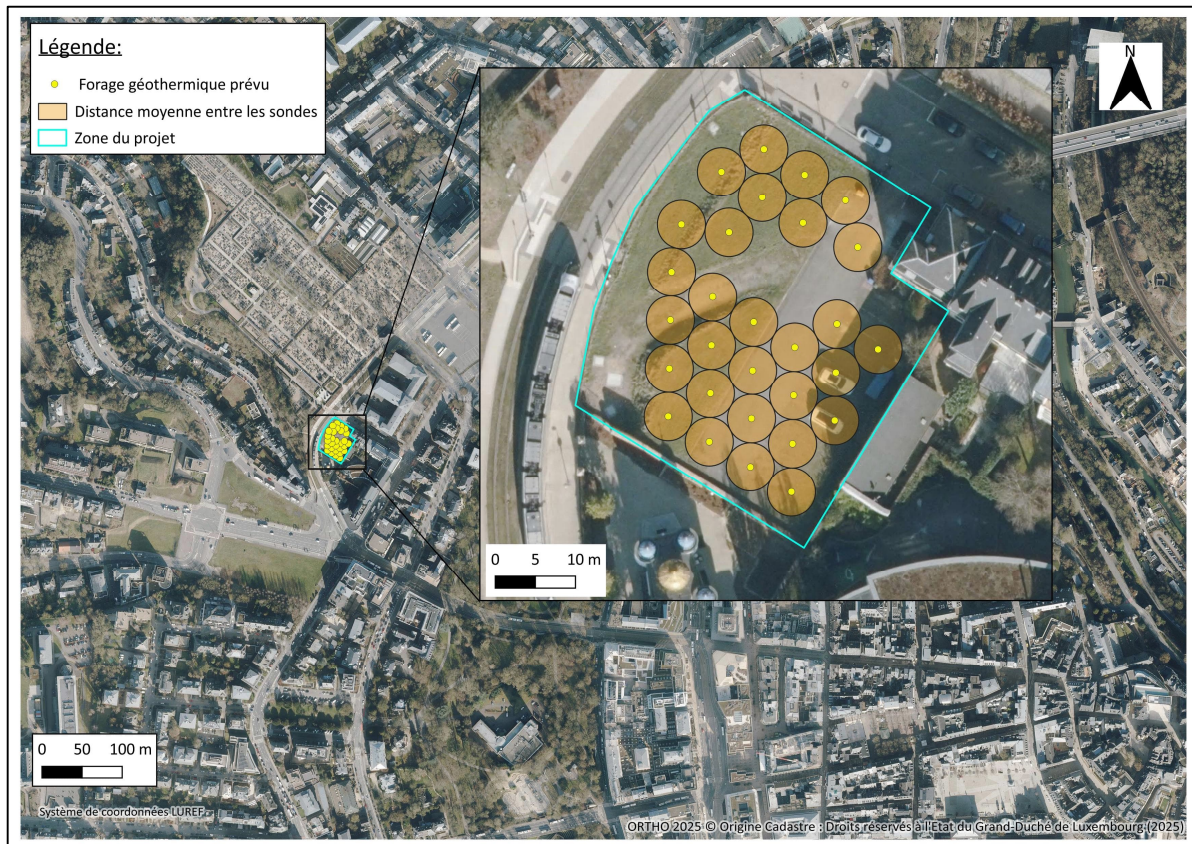 Légende:
Forage géothermique prévu
Distance moyenne entre les sondes
Zone du projet
N
0 5 10 m
0 50 100 m
Système de coordonnées LUREF
ORTHO 2025 © Origine Cadastre : Droits réservés à l'Etat du Grand-Duché de Luxembourg (2025)